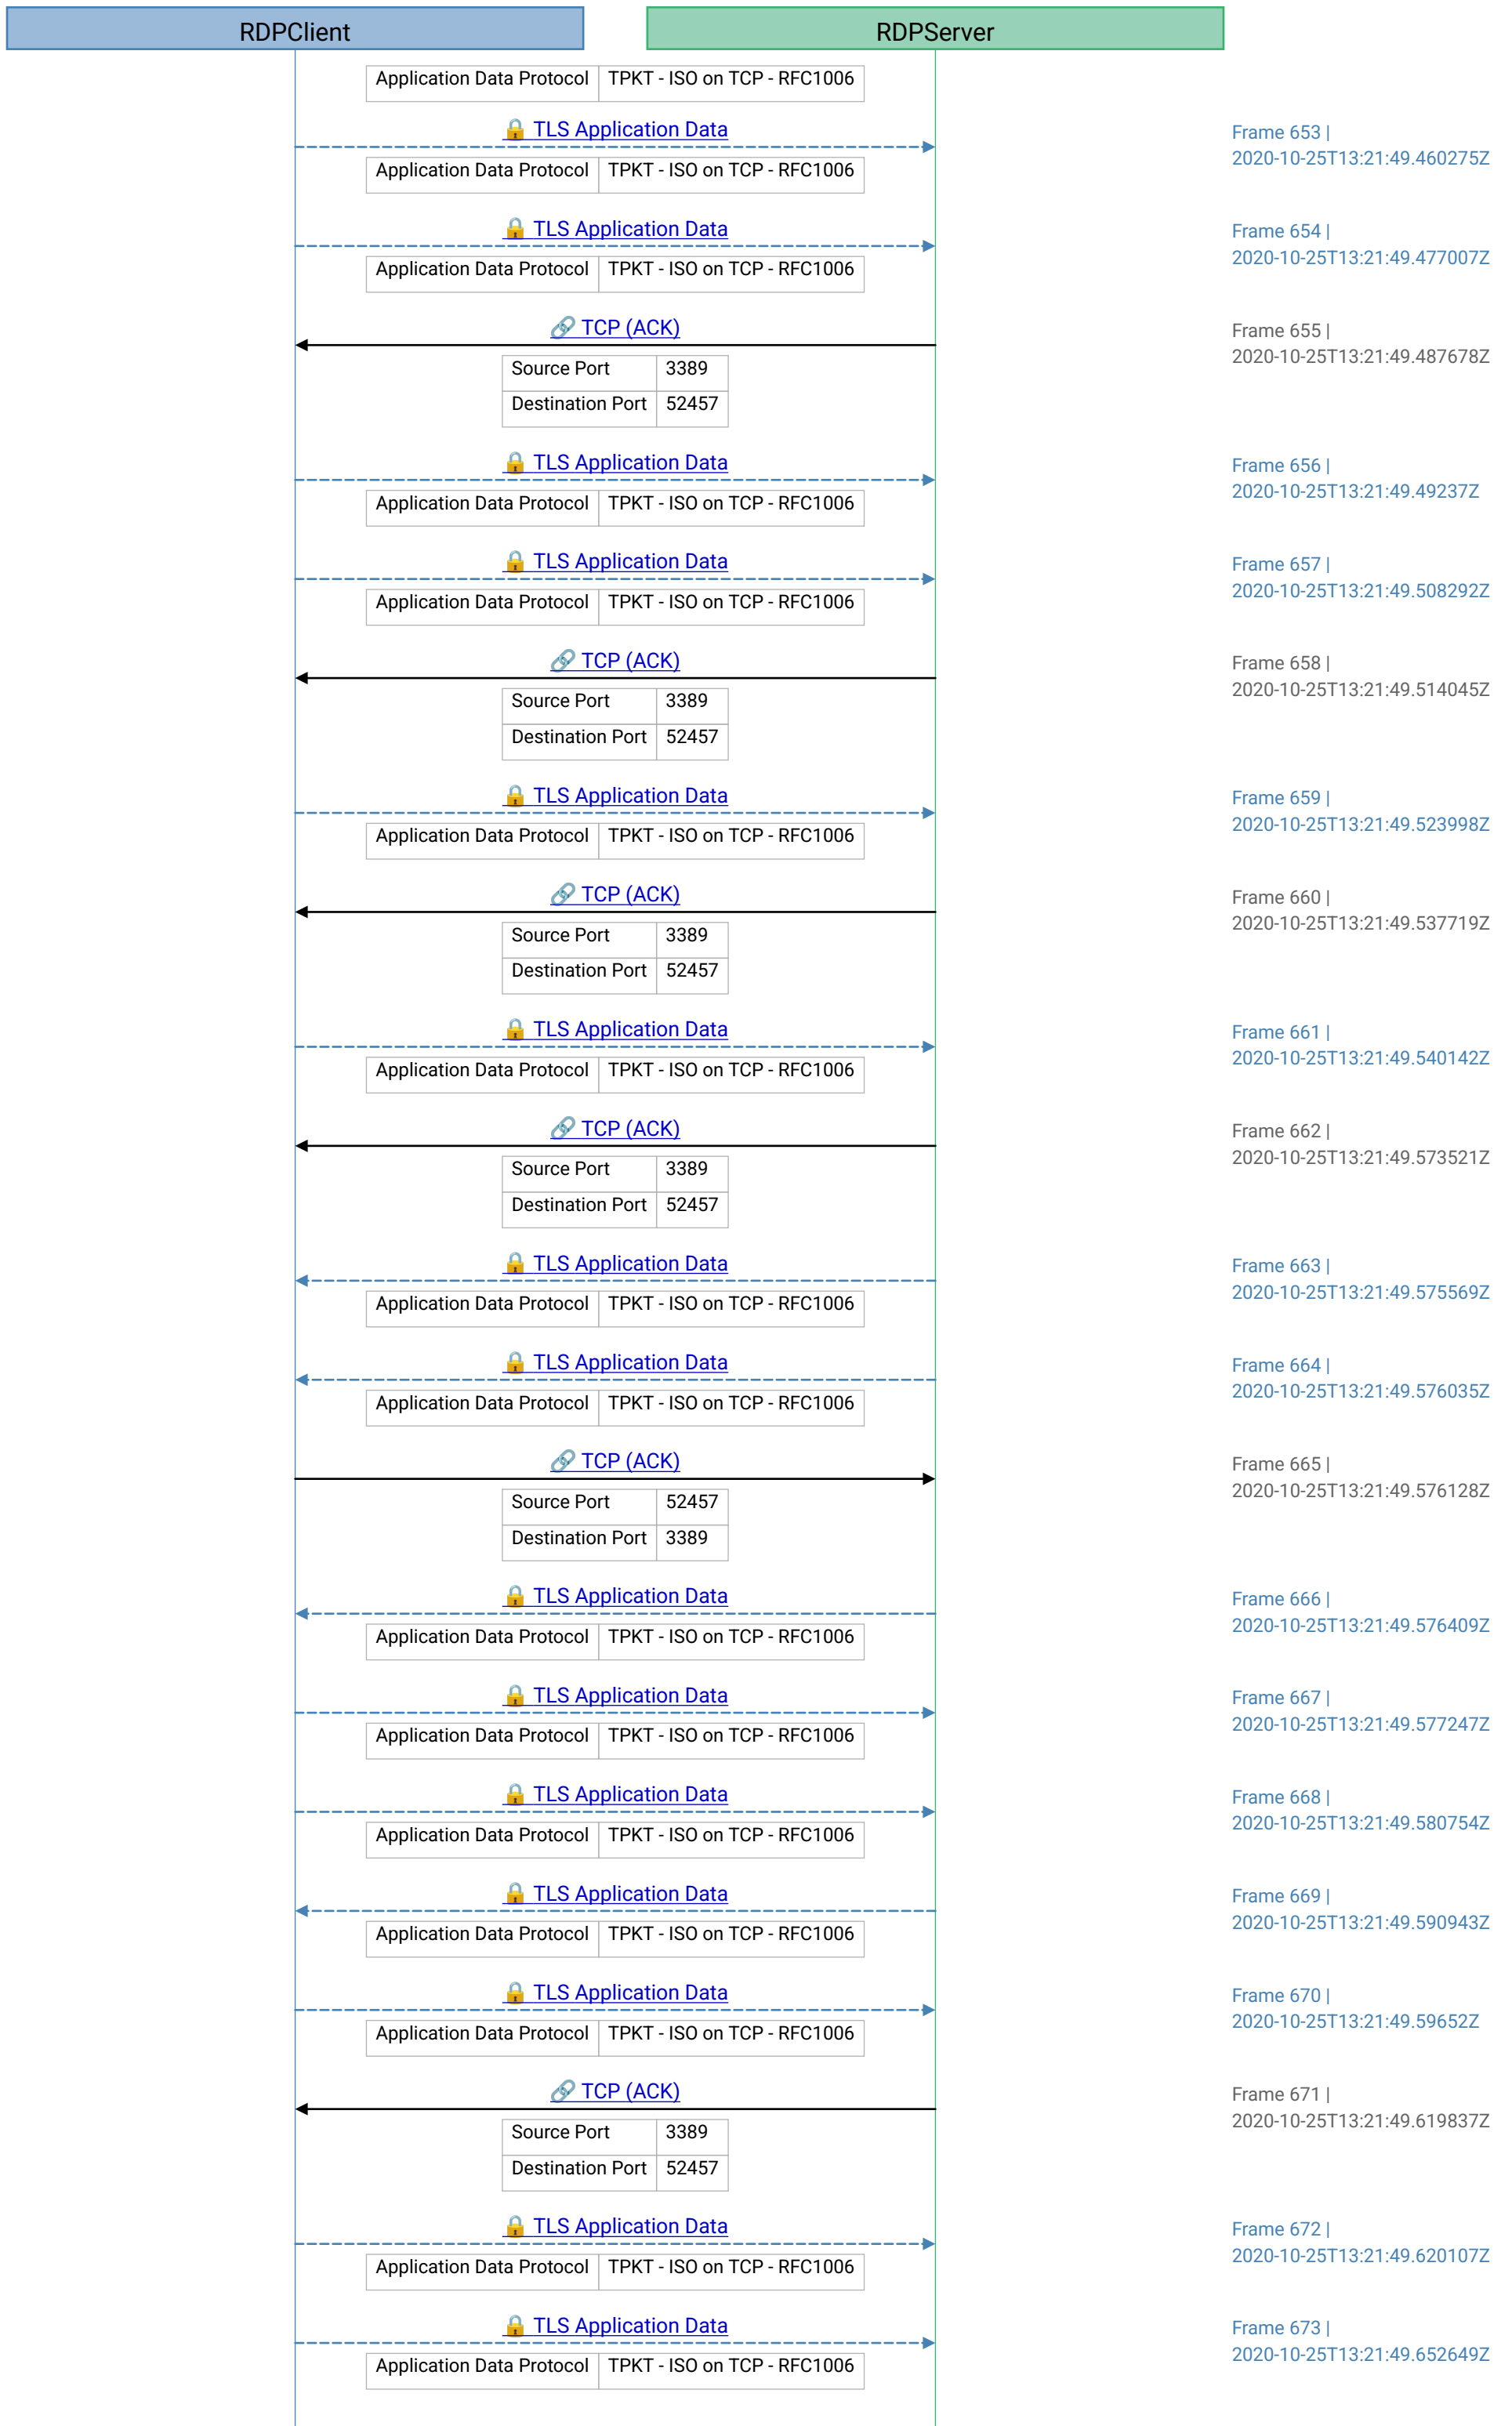 RDPClient RDPServer
Application Data Protocol TPKT - ISO on TCP - RFC1006
🔒 TLS Application Data
Frame 653 |
2020-10-25T13:21:49.460275Z
Application Data Protocol TPKT - ISO on TCP - RFC1006
🔒 TLS Application Data
Frame 654 |
2020-10-25T13:21:49.477007Z
Application Data Protocol TPKT - ISO on TCP - RFC1006
🔗 TCP (ACK)
Frame 655 |
2020-10-25T13:21:49.487678Z
Source Port 3389
Destination Port 52457
🔒 TLS Application Data
Frame 656 |
2020-10-25T13:21:49.49237Z
Application Data Protocol TPKT - ISO on TCP - RFC1006
🔒 TLS Application Data
Frame 657 |
2020-10-25T13:21:49.508292Z
Application Data Protocol TPKT - ISO on TCP - RFC1006
🔗 TCP (ACK)
Frame 658 |
2020-10-25T13:21:49.514045Z
Source Port 3389
Destination Port 52457
🔒 TLS Application Data
Frame 659 |
2020-10-25T13:21:49.523998Z
Application Data Protocol TPKT - ISO on TCP - RFC1006
🔗 TCP (ACK)
Frame 660 |
2020-10-25T13:21:49.537719Z
Source Port 3389
Destination Port 52457
🔒 TLS Application Data
Frame 661 |
2020-10-25T13:21:49.540142Z
Application Data Protocol TPKT - ISO on TCP - RFC1006
🔗 TCP (ACK)
Frame 662 |
2020-10-25T13:21:49.573521Z
Source Port 3389
Destination Port 52457
🔒 TLS Application Data
Frame 663 |
2020-10-25T13:21:49.575569Z
Application Data Protocol TPKT - ISO on TCP - RFC1006
🔒 TLS Application Data
Frame 664 |
2020-10-25T13:21:49.576035Z
Application Data Protocol TPKT - ISO on TCP - RFC1006
🔗 TCP (ACK)
Frame 665 |
2020-10-25T13:21:49.576128Z
Source Port 52457
Destination Port 3389
🔒 TLS Application Data
Frame 666 |
2020-10-25T13:21:49.576409Z
Application Data Protocol TPKT - ISO on TCP - RFC1006
🔒 TLS Application Data
Frame 667 |
2020-10-25T13:21:49.577247Z
Application Data Protocol TPKT - ISO on TCP - RFC1006
🔒 TLS Application Data
Frame 668 |
2020-10-25T13:21:49.580754Z
Application Data Protocol TPKT - ISO on TCP - RFC1006
🔒 TLS Application Data
Frame 669 |
2020-10-25T13:21:49.590943Z
Application Data Protocol TPKT - ISO on TCP - RFC1006
🔒 TLS Application Data
Frame 670 |
2020-10-25T13:21:49.59652Z
Application Data Protocol TPKT - ISO on TCP - RFC1006
🔗 TCP (ACK)
Frame 671 |
2020-10-25T13:21:49.619837Z
Source Port 3389
Destination Port 52457
🔒 TLS Application Data
Frame 672 |
2020-10-25T13:21:49.620107Z
Application Data Protocol TPKT - ISO on TCP - RFC1006
🔒 TLS Application Data
Frame 673 |
2020-10-25T13:21:49.652649Z
Application Data Protocol TPKT - ISO on TCP - RFC1006